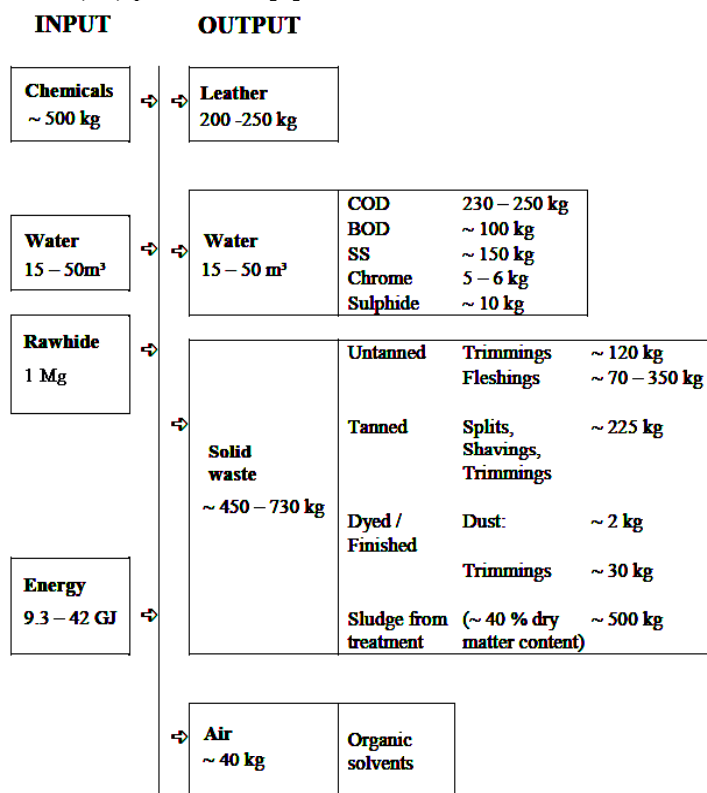 INPUT OUTPUT
Chemicals
~ 500 kg
Leather
200 -250 kg
Water
15 – 50m³
Water
15 – 50 m³
COD 230 – 250 kg
BOD ~ 100 kg
SS ~ 150 kg
Chrome 5 – 6 kg
Sulphide ~ 10 kg
Rawhide
1 Mg
Solid
waste
~ 450 – 730 kg
Untanned Trimmings ~ 120 kg
Fleshings ~ 70 – 350 kg
Tanned Splits, ~ 225 kg
Shavings,
Trimmings
Dyed / Dust: ~ 2 kg
Finished
Trimmings ~ 30 kg
Sludge from (~ 40 % dry ~ 500 kg
treatment matter content)
Energy
9.3 – 42 GJ
Air
~ 40 kg
Organic
solvents